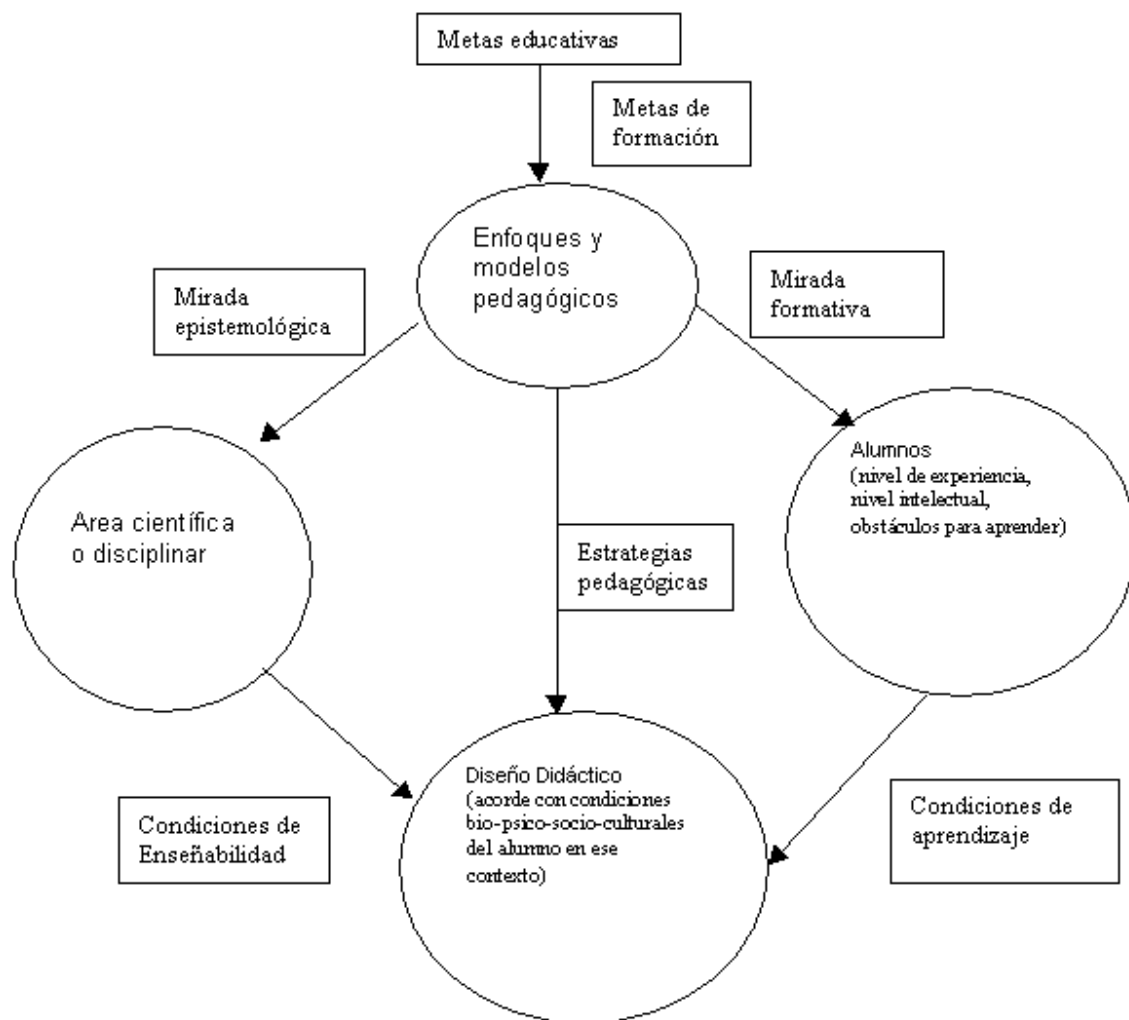 Metas educativas
Metas de
formación
Enfoques y
modelos
pedagógicos
Mirada
epistemológica
Mirada
formativa
Area científica
o disciplinar
Alumnos
(nivel de experiencia,
nivel intelectual,
obstáculos para aprender)
Estrategias
pedagógicas
Diseño Didáctico
(acorde con condiciones
bio-psico-socio-culturales
del alumno en ese
contexto)
Condiciones de
Enseñabilidad
Condiciones de
aprendizaje